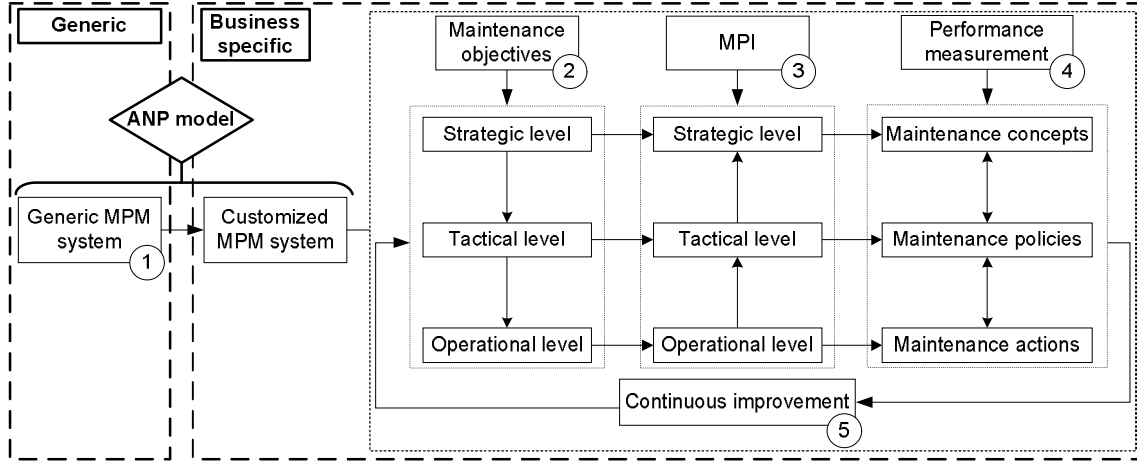 Generic
Business
specific
ANP model
Generic MPM
system
1
Customized
MPM system
Maintenance
objectives
2
MPI
3
Performance
measurement
4
Strategic level
Strategic level
Maintenance concepts
Tactical level
Tactical level
Maintenance policies
Operational level
Operational level
Maintenance actions
Continuous improvement
5